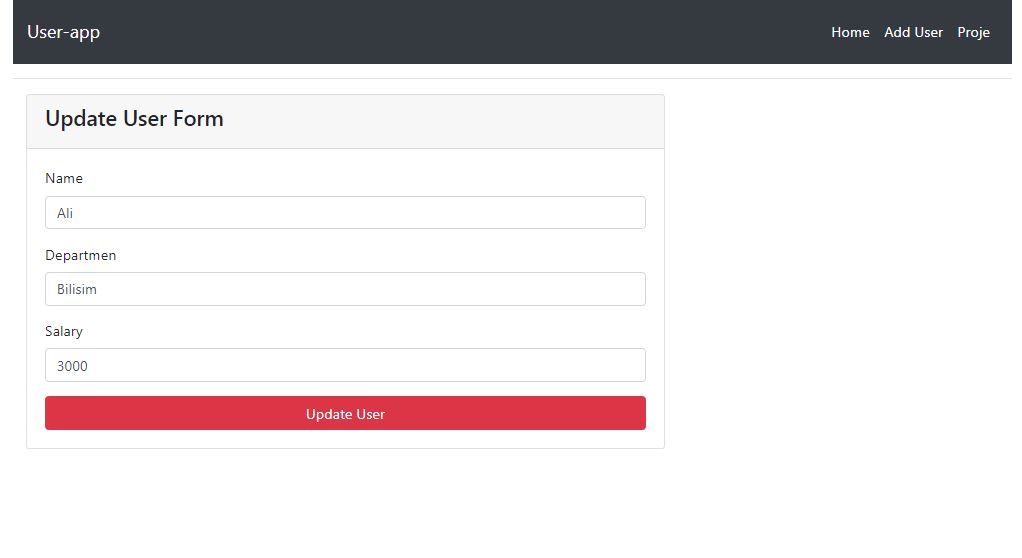 User-app Home Add User Proje
Update User Form
Name
Ali
Departmen
Bilisim
Salary
3000
Update User